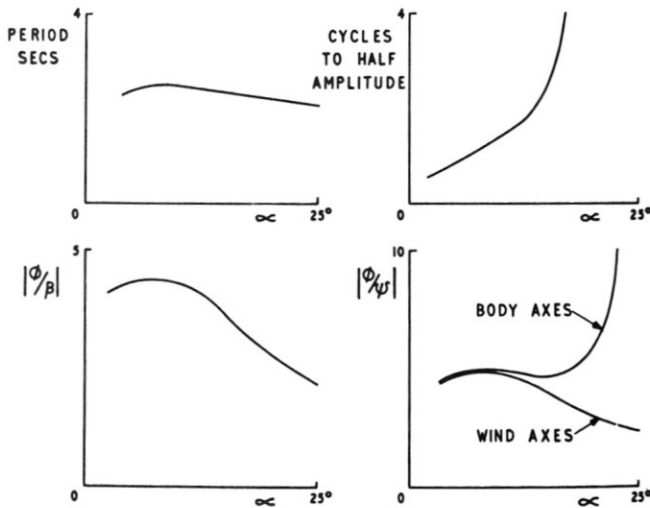 4
PERIOD
SECS
0
∝
25°
4
CYCLES
TO HALF
AMPLITUDE
0
∝
25°
5
|Ø/β|
0
∝
25°
10
|Ø/ψ|
BODY AXES
WIND AXES
0
∝
25°